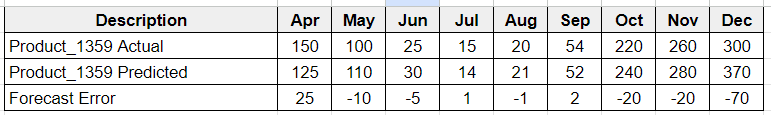 Description Apr May Jun Jul Aug Sep Oct Nov Dec
Product_1359 Actual 150 100 25 15 20 54 220 260 300
Product_1359 Predicted 125 110 30 14 21 52 240 280 370
Forecast Error 25 -10 -5 1 -1 2 -20 -20 -70